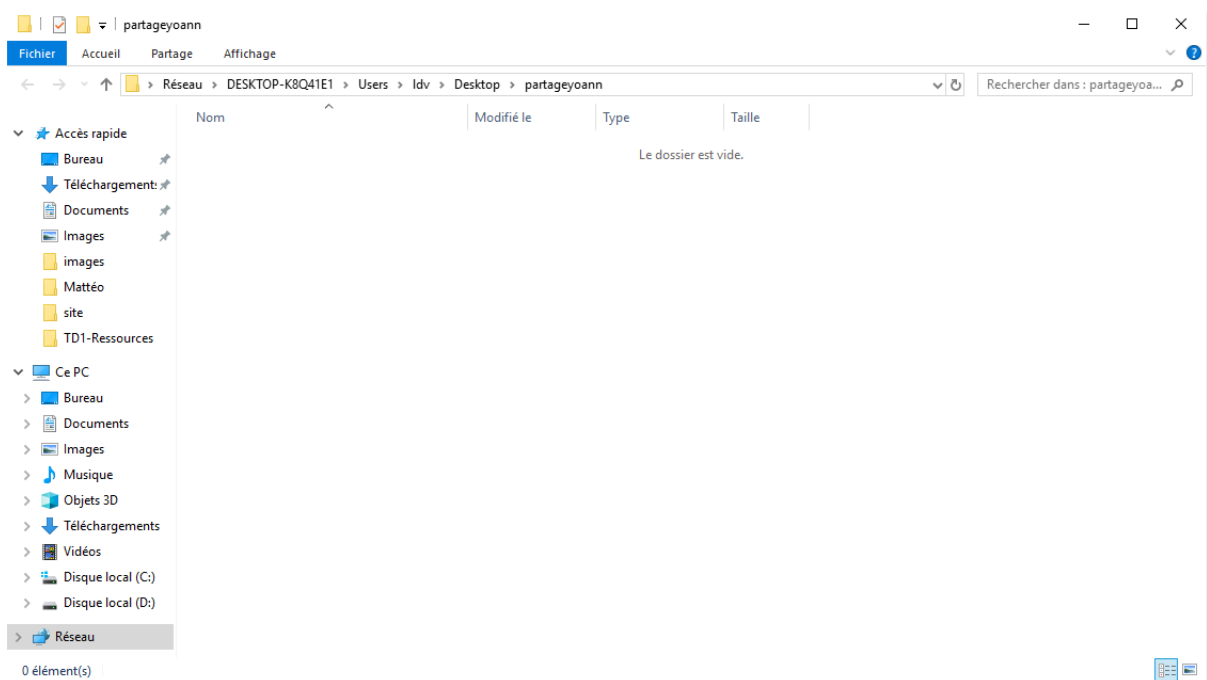 partageyoann
Fichier Accueil Partage Affichage
Réseau DESKTOP-K8Q41E1 Users ldv Desktop partageyoann Rechercher dans : partageyoa...
Nom Modifié le Type Taille
Le dossier est vide.
Accès rapide
Bureau
Téléchargements
Documents
Images
images
Mattéo
site
TD1-Ressources
Ce PC
Bureau
Documents
Images
Musique
Objets 3D
Téléchargements
Vidéos
Disque local (C:)
Disque local (D:)
Réseau
0 élément(s)